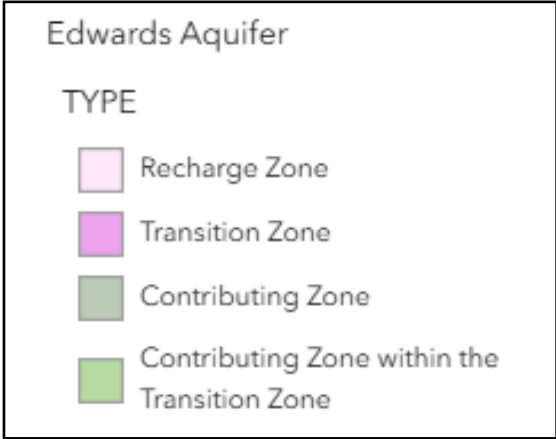 Edwards Aquifer
TYPE
Recharge Zone
Transition Zone
Contributing Zone
Contributing Zone within the
Transition Zone